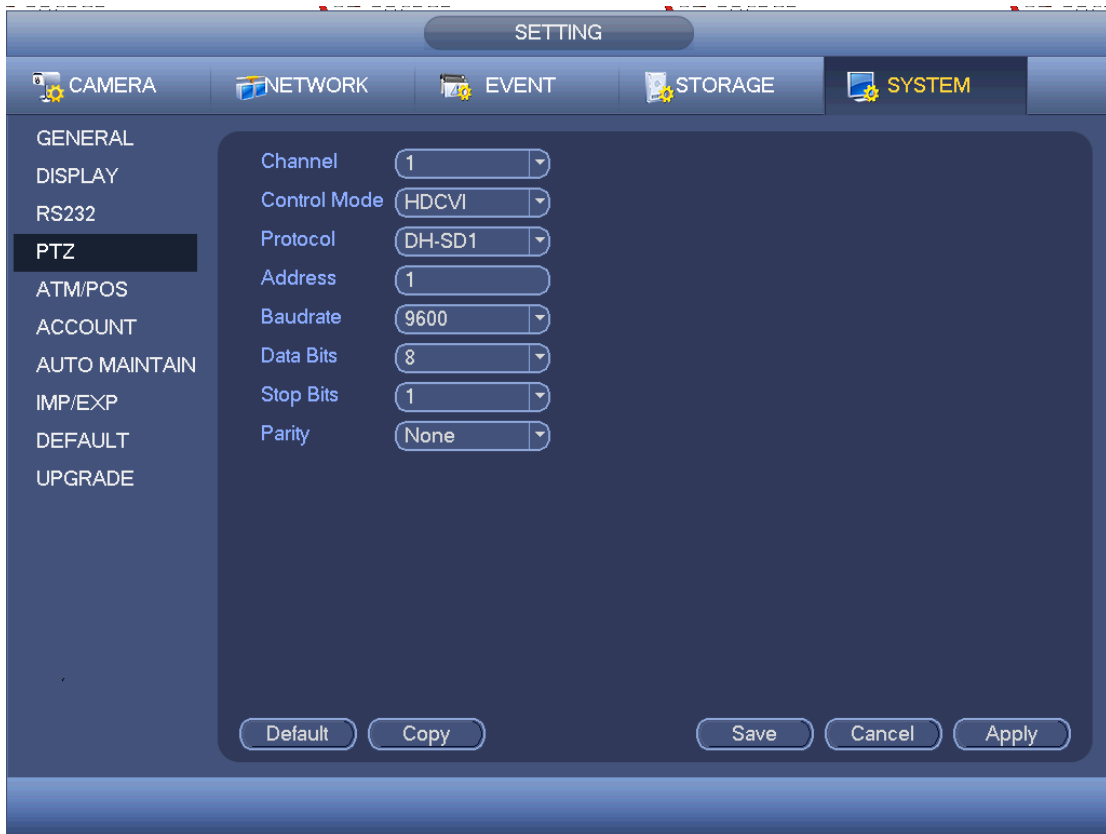 SETTING
CAMERA NETWORK EVENT STORAGE SYSTEM
GENERAL
DISPLAY
RS232
PTZ
ATM/POS
ACCOUNT
AUTO MAINTAIN
IMP/EXP
DEFAULT
UPGRADE
Channel 1
Control Mode HDCVI
Protocol DH-SD1
Address 1
Baudrate 9600
Data Bits 8
Stop Bits 1
Parity None
Default Copy Save Cancel Apply